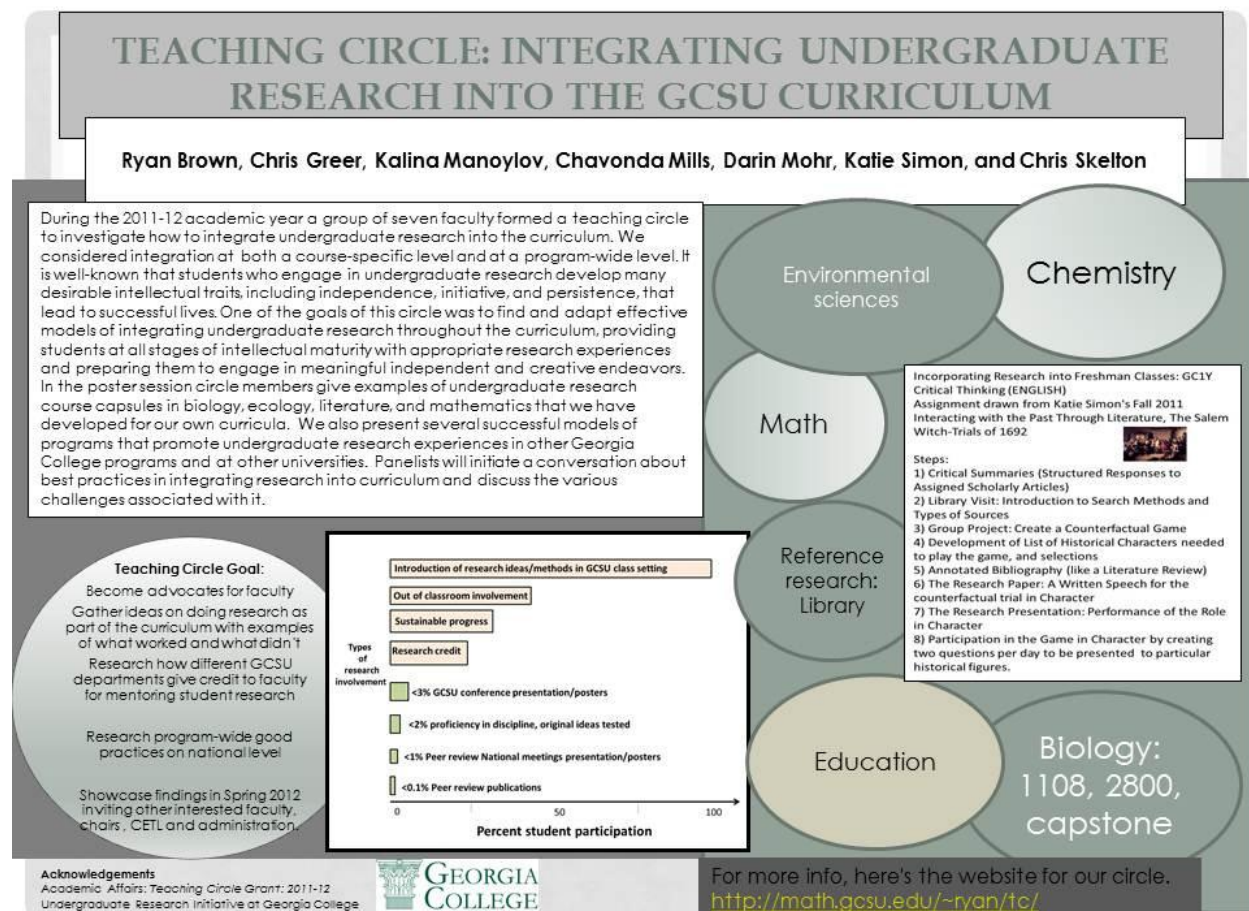 TEACHING CIRCLE: INTEGRATING UNDERGRADUATE
RESEARCH INTO THE GCSU CURRICULUM
Ryan Brown, Chris Greer, Kalina Manoylov, Chavonda Mills, Darin Mohr, Katie Simon, and Chris Skelton
During the 2011-12 academic year a group of seven faculty formed a teaching circle
to investigate how to integrate undergraduate research into the curriculum. We
considered integration at both a course-specific level and at a program-wide level. It
is well-known that students who engage in undergraduate research develop many
desirable intellectual traits, including independence, initiative, and persistence, that
lead to successful lives. One of the goals of this circle was to find and adapt effective
models of integrating undergraduate research throughout the curriculum, providing
students at all stages of intellectual maturity with appropriate research experiences
and preparing them to engage in meaningful independent and creative endeavors.
In the poster session circle members give examples of undergraduate research
course capsules in biology, ecology, literature, and mathematics that we have
developed for our own curricula. We also present several successful models of
programs that promote undergraduate research experiences in other Georgia
College programs and at other universities. Panelists will initiate a conversation about
best practices in integrating research into curriculum and discuss the various
challenges associated with it.
Environmental
sciences
Chemistry
Math
Reference
research:
Library
Incorporating Research into Freshman Classes: GC1Y
Critical Thinking (ENGLISH)
Assignment drawn from Katie Simon's Fall 2011
Interacting with the Past Through Literature, The Salem
Witch-Trials of 1692
Steps:
1) Critical Summaries (Structured Responses to
Assigned Scholarly Articles)
2) Library Visit: Introduction to Search Methods and
Types of Sources
3) Group Project: Create a Counterfactual Game
4) Development of List of Historical Characters needed
to play the game, and selections
5) Annotated Bibliography (like a Literature Review)
6) The Research Paper: A Written Speech for the
counterfactual trial in Character
7) The Research Presentation: Performance of the Role
in Character
8) Participation in the Game in Character by creating
two questions per day to be presented to particular
historical figures.
Education
Biology:
1108, 2800,
capstone
Teaching Circle Goal:
Become advocates for faculty
Gather ideas on doing research as
part of the curriculum with examples
of what worked and what didn't
Research how different GCSU
departments give credit to faculty
for mentoring student research
Research program-wide good
practices on national level
Showcase findings in Spring 2012
inviting other interested faculty,
chairs, CETL and administration.
Types
of
research
involvement
Introduction of research ideas/methods in GCSU class setting
Out of classroom involvement
Sustainable progress
Research credit
<3% GCSU conference presentation/posters
<2% proficiency in discipline, original ideas tested
<1% Peer review National meetings presentation/posters
<0.1% Peer review publications
0 50 100
Percent student participation
Acknowledgements
Academic Affairs: Teaching Circle Grant: 2011-12
Undergraduate Research Initiative at Georgia College
GEORGIA
COLLEGE
For more info, here's the website for our circle.
http://math.gcsu.edu/~ryan/tc/